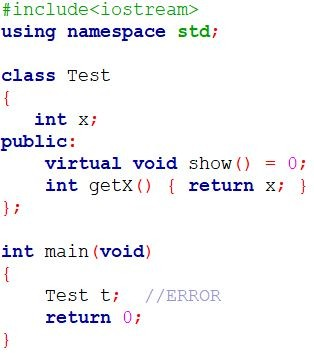 #include<iostream>
using namespace std;
class Test
{
int x;
public:
virtual void show() = 0;
int getX() { return x; }
};
int main(void)
{
Test t; //ERROR
return 0;
}